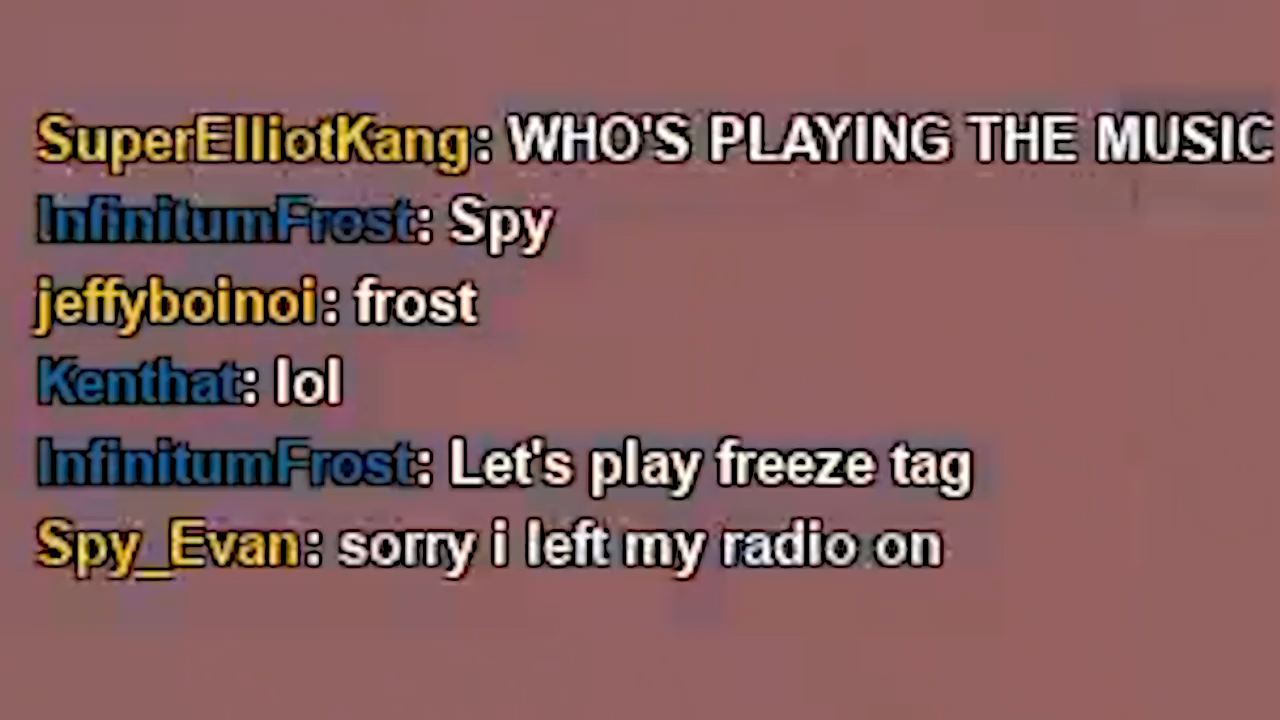 SuperElliotKang: WHO'S PLAYING THE MUSIC
InfinitumFrost: Spy
jeffyboinoi: frost
Kenthat: lol
InfinitumFrost: Let's play freeze tag
Spy_Evan: sorry i left my radio on